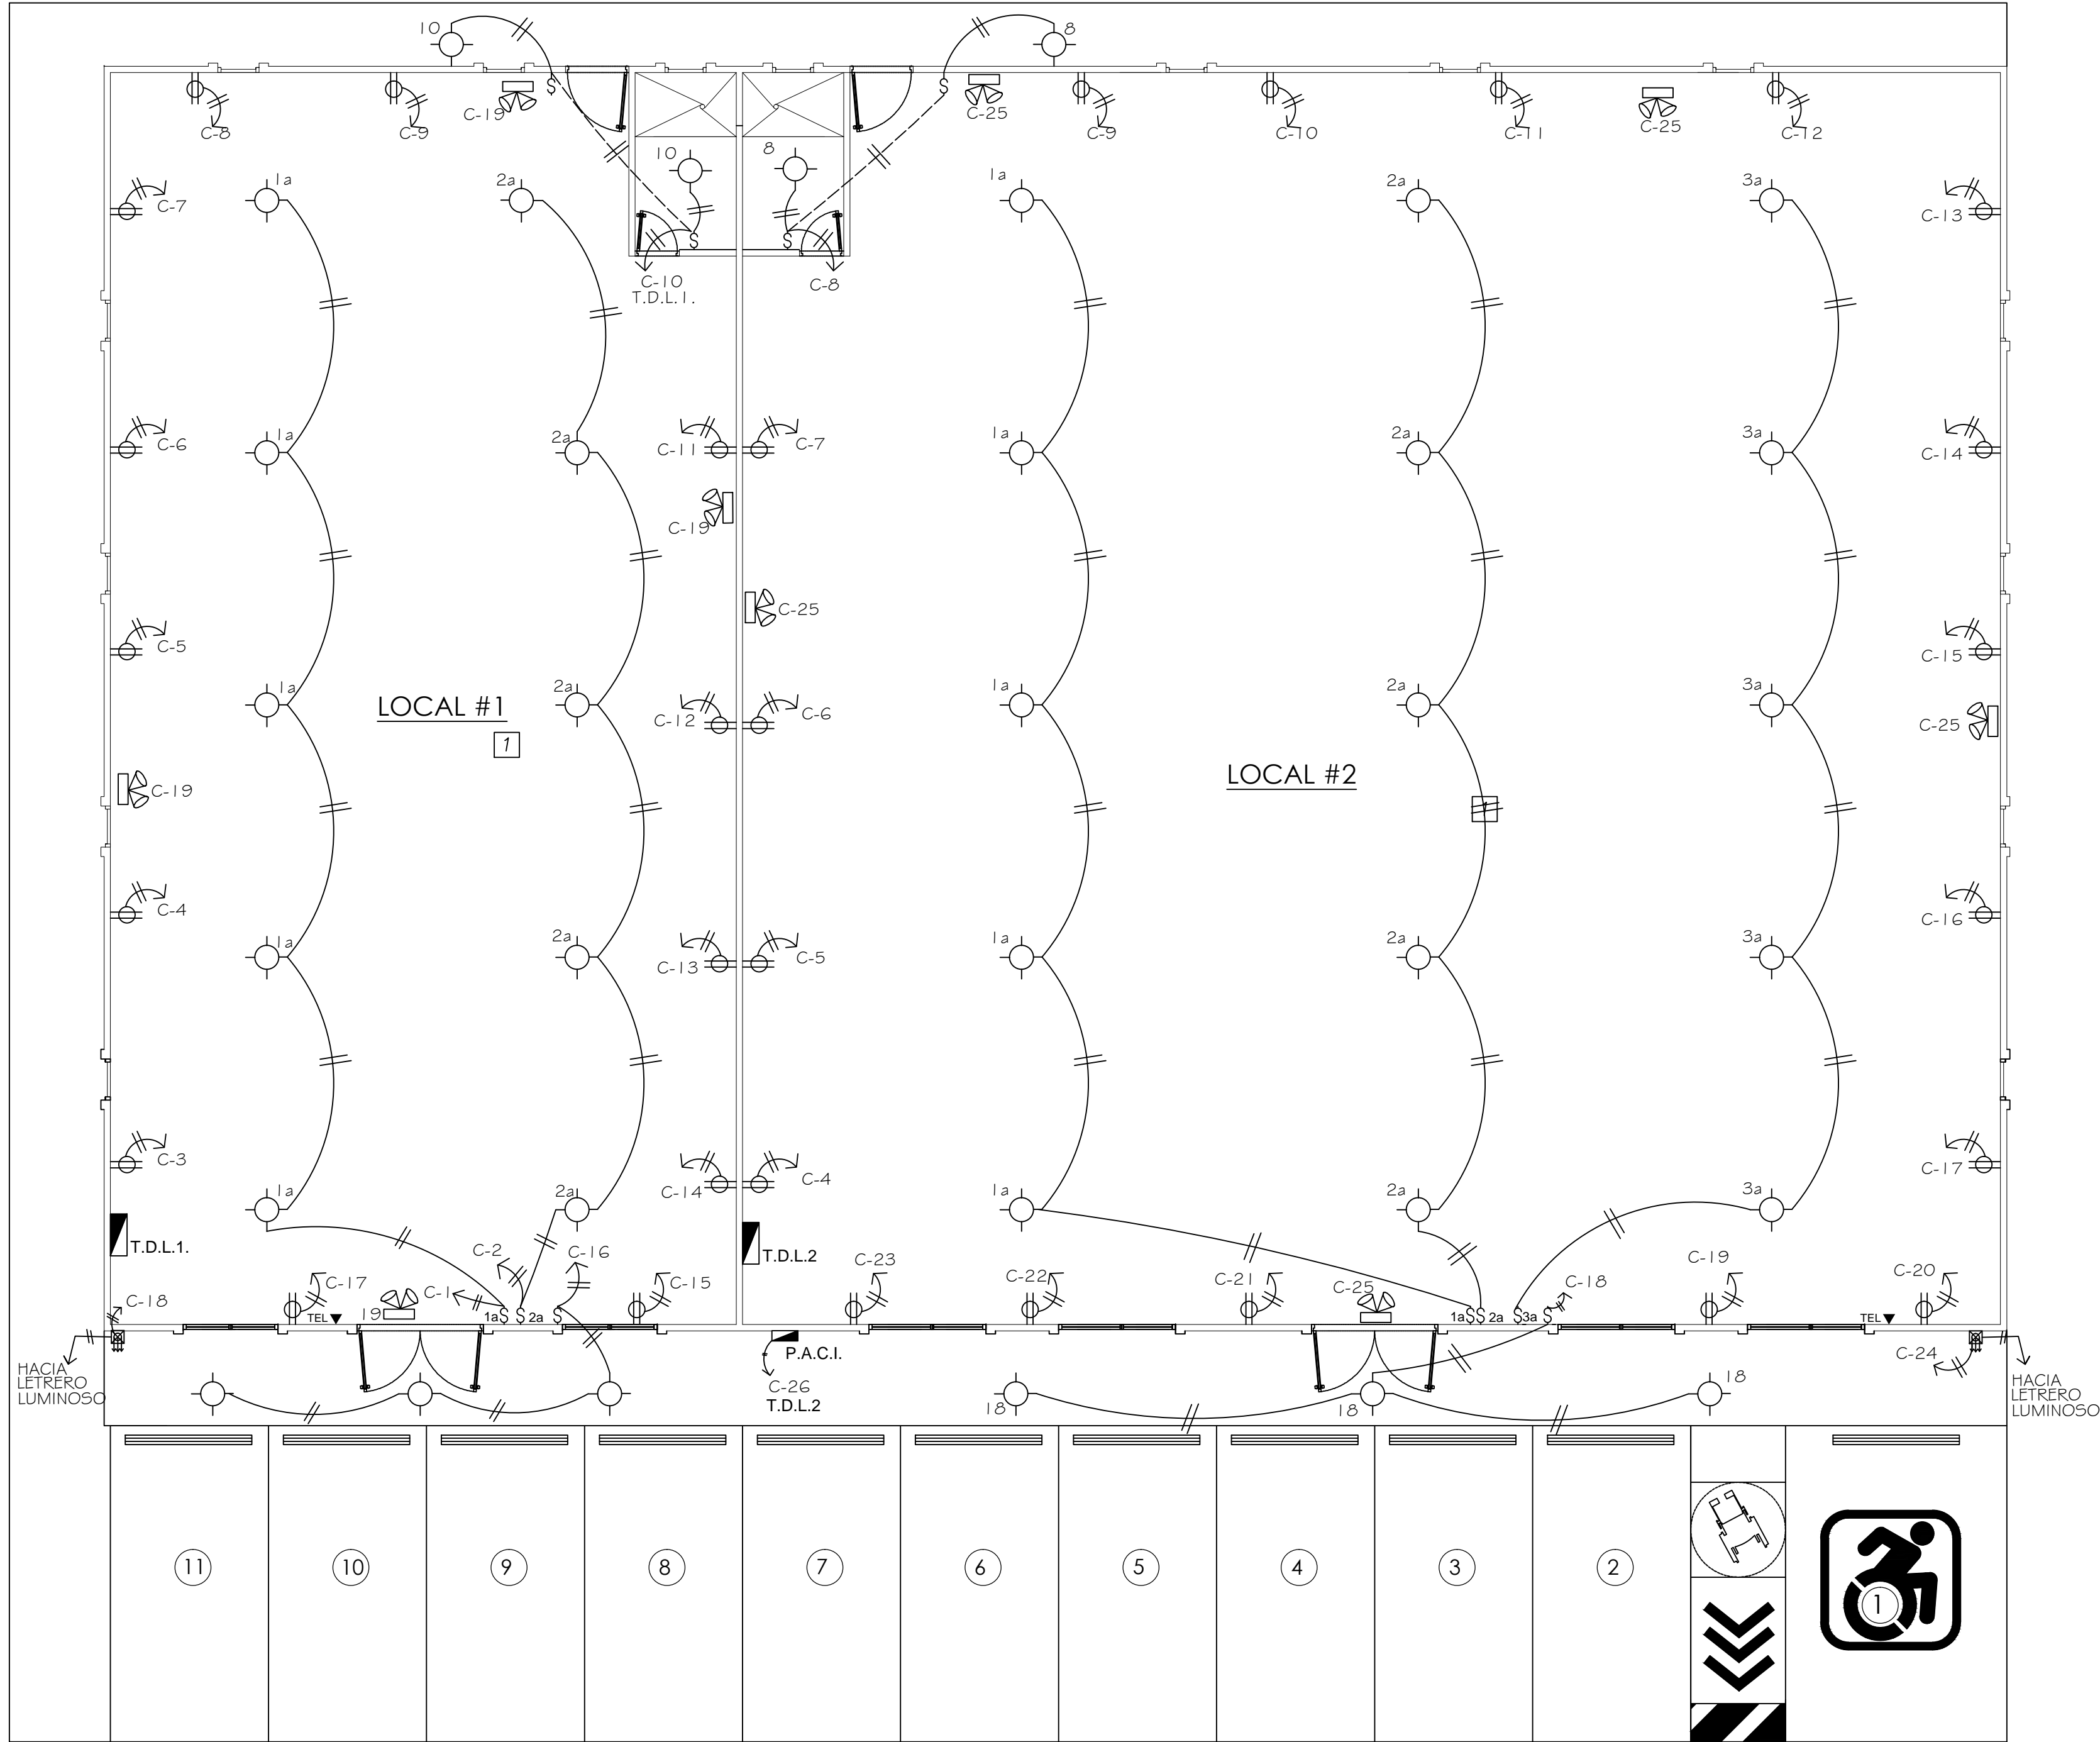 10
8
C-8
C-9
C-19
C-25
C-9
C-10
C-11
C-25
C-12
10
8
1a
2a
1a
2a
3a
C-7
C-13
C-10
T.D.L.1.
C-8
1a
2a
1a
2a
3a
C-6
C-11
C-7
C-14
C-19
C-25
C-5
C-15
1a
2a
1a
2a
3a
LOCAL #1
1
C-12
C-6
C-25
LOCAL #2
C-19
1
C-4
C-16
1a
2a
1a
2a
3a
C-13
C-5
C-3
C-17
1a
2a
C-14
C-4
1a
2a
3a
T.D.L.1.
T.D.L.2
C-2
C-16
C-23
C-19
C-20
C-18
C-17
C-1
C-15
C-22
C-21
C-25
C-18
TEL
19
1a
2a
1a
2a
3a
TEL
P.A.C.I.
C-24
HACIA
LETRERO
LUMINOSO
C-26
T.D.L.2
18
18
18
HACIA
LETRERO
LUMINOSO
11
10
9
8
7
6
5
4
3
2
1